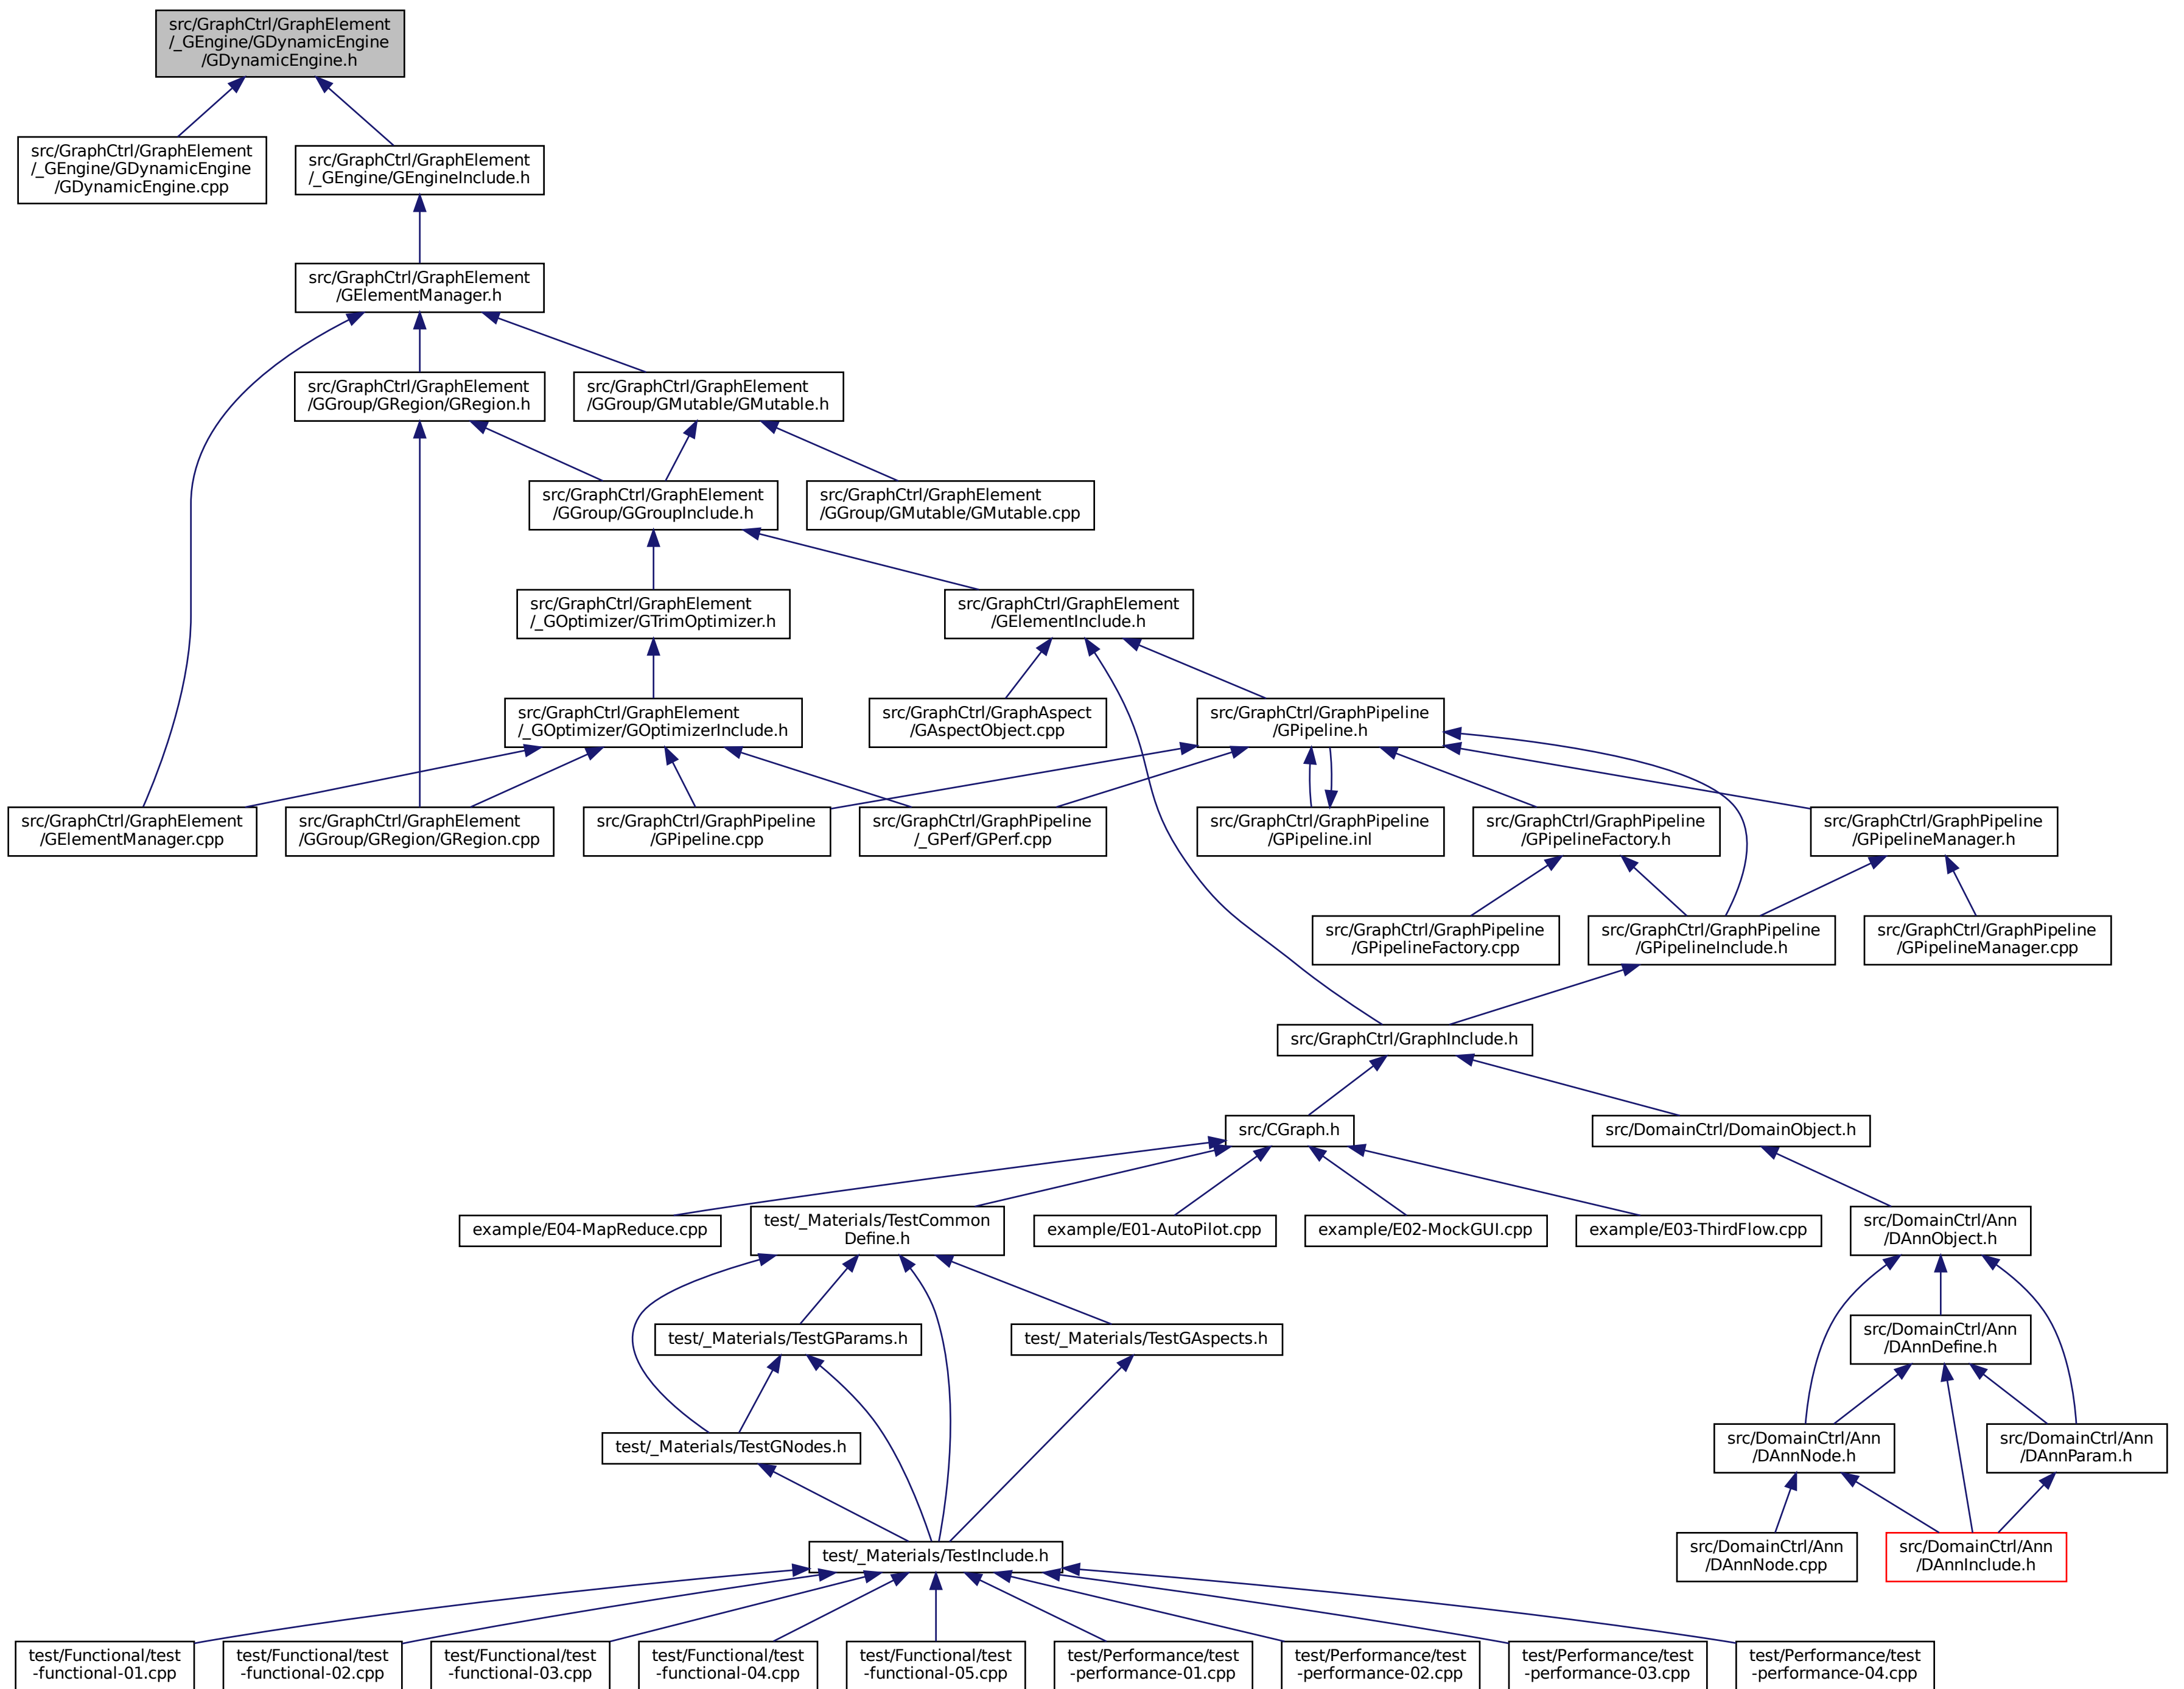 src/GraphCtrl/GraphElement
/_GEngine/GDynamicEngine
/GDynamicEngine.h
src/GraphCtrl/GraphElement
/_GEngine/GDynamicEngine
/GDynamicEngine.cpp
src/GraphCtrl/GraphElement
/_GEngine/GEngineInclude.h
src/GraphCtrl/GraphElement
/GElementManager.h
src/GraphCtrl/GraphElement
/GGroup/GRegion/GRegion.h
src/GraphCtrl/GraphElement
/GGroup/GMutable/GMutable.h
src/GraphCtrl/GraphElement
/GGroup/GGroupInclude.h
src/GraphCtrl/GraphElement
/GGroup/GMutable/GMutable.cpp
src/GraphCtrl/GraphElement
/_GOptimizer/GTrimOptimizer.h
src/GraphCtrl/GraphElement
/GElementInclude.h
src/GraphCtrl/GraphElement
/_GOptimizer/GOptimizerInclude.h
src/GraphCtrl/GraphAspect
/GAspectObject.cpp
src/GraphCtrl/GraphPipeline
/GPipeline.h
src/GraphCtrl/GraphElement
/GElementManager.cpp
src/GraphCtrl/GraphElement
/GGroup/GRegion/GRegion.cpp
src/GraphCtrl/GraphPipeline
/GPipeline.cpp
src/GraphCtrl/GraphPipeline
/_GPerf/GPerf.cpp
src/GraphCtrl/GraphPipeline
/GPipeline.inl
src/GraphCtrl/GraphPipeline
/GPipelineFactory.h
src/GraphCtrl/GraphPipeline
/GPipelineManager.h
src/GraphCtrl/GraphPipeline
/GPipelineFactory.cpp
src/GraphCtrl/GraphPipeline
/GPipelineInclude.h
src/GraphCtrl/GraphPipeline
/GPipelineManager.cpp
src/GraphCtrl/GraphInclude.h
src/CGraph.h
src/DomainCtrl/DomainObject.h
example/E04-MapReduce.cpp
test/_Materials/TestCommon
Define.h
example/E01-AutoPilot.cpp
example/E02-MockGUI.cpp
example/E03-ThirdFlow.cpp
src/DomainCtrl/Ann
/DAnnObject.h
test/_Materials/TestGParams.h
test/_Materials/TestGAspects.h
src/DomainCtrl/Ann
/DAnnDefine.h
test/_Materials/TestGNodes.h
src/DomainCtrl/Ann
/DAnnNode.h
src/DomainCtrl/Ann
/DAnnParam.h
test/_Materials/TestInclude.h
src/DomainCtrl/Ann
/DAnnNode.cpp
src/DomainCtrl/Ann
/DAnnInclude.h
test/Functional/test
-functional-01.cpp
test/Functional/test
-functional-02.cpp
test/Functional/test
-functional-03.cpp
test/Functional/test
-functional-04.cpp
test/Functional/test
-functional-05.cpp
test/Performance/test
-performance-01.cpp
test/Performance/test
-performance-02.cpp
test/Performance/test
-performance-03.cpp
test/Performance/test
-performance-04.cpp